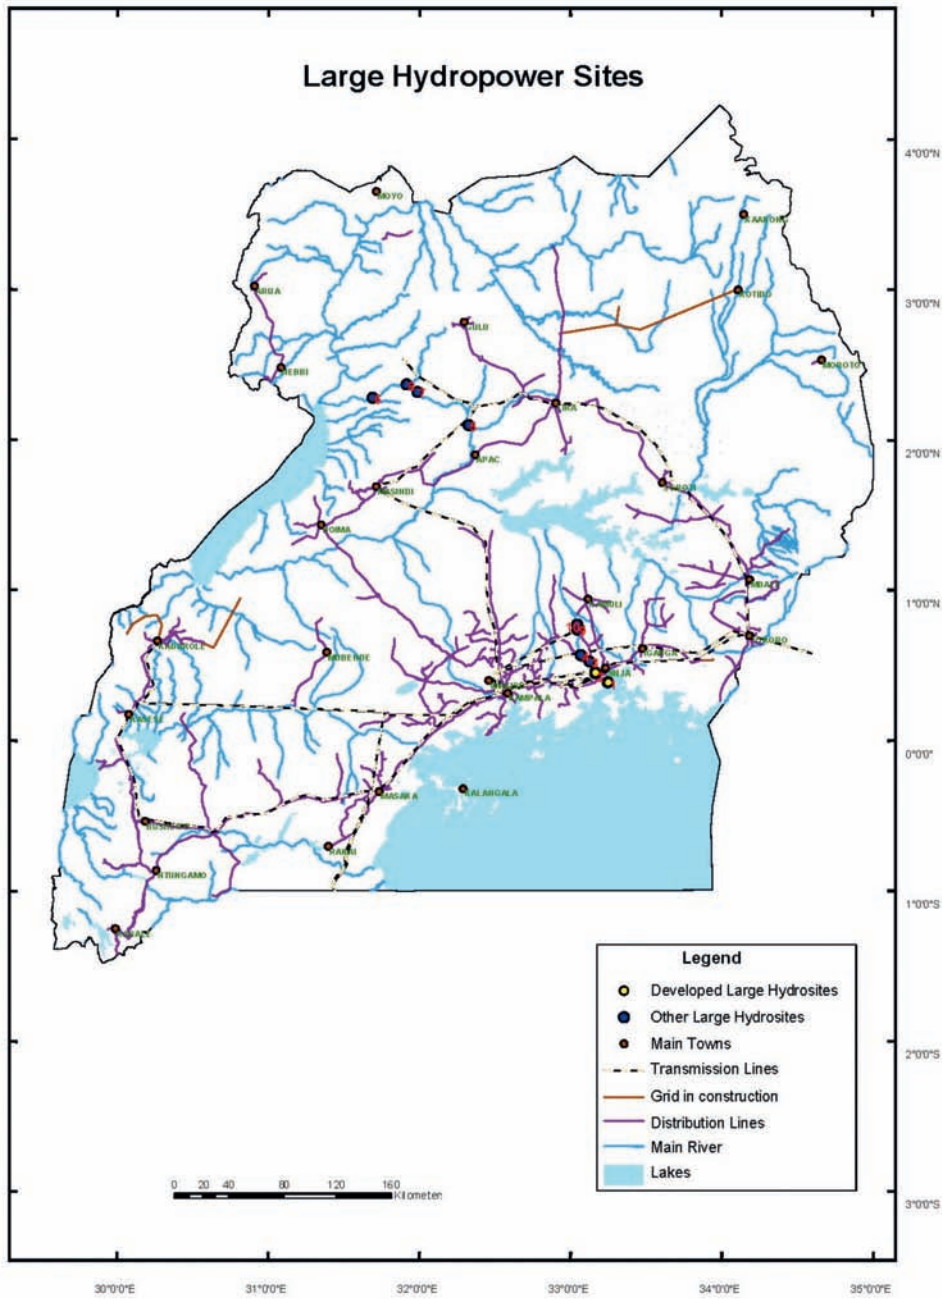 Large Hydropower Sites
4°0'0"N
MOYO
KAABONG
ARUA
3°0'0"N
KOTIDO
GULU
MOROTO
NEBBI
LIRA
APAC
2°0'0"N
MASINDI
SOROTI
HOIMA
MBALE
KAMULI
1°0'0"N
TORORO
KABAROLE
MUBENDE
IGANGA
JINJA
KAMPALA
KASESE
0°0'0"
MASAKA
KALANGALA
BUSHENYI
RAKAI
NTUNGAMO
1°0'0"S
KABALE
Legend
Developed Large Hydrosites
Other Large Hydrosites
Main Towns
2°0'0"S
Transmission Lines
Grid in construction
Distribution Lines
Main River
Lakes
0 20 40 80 120 160
Kilometers
3°0'0"S
30°0'0"E 31°0'0"E 32°0'0"E 33°0'0"E 34°0'0"E 35°0'0"E